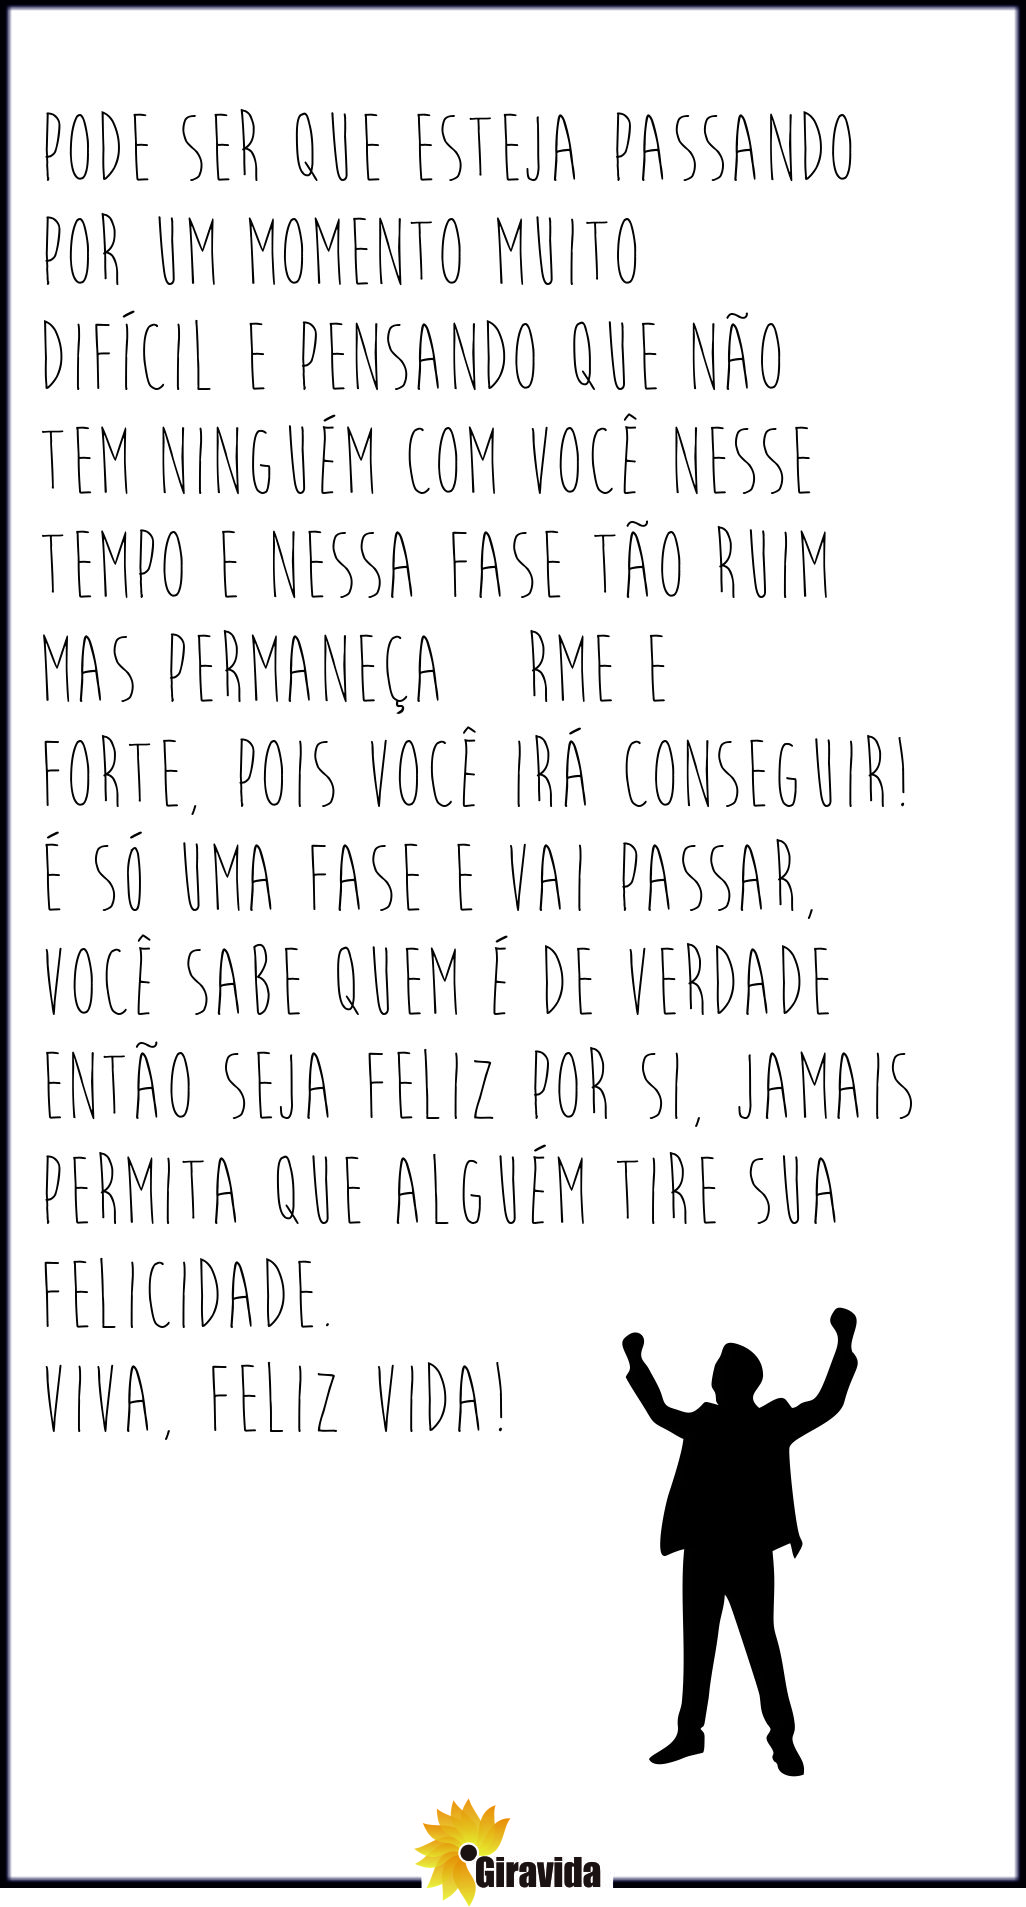 PODE SER QUE ESTEJA PASSANDO
POR UM MOMENTO MUITO
DIFÍCIL E PENSANDO QUE NÃO
TEM NINGUÉM COM VOCÊ NESSE
TEMPO E NESSA FASE TÃO RUIM
MAS PERMANEÇA RME E
FORTE, POIS VOCÊ IRÁ CONSEGUIR!
É SÓ UMA FASE E VAI PASSAR,
VOCÊ SABE QUEM É DE VERDADE
ENTÃO SEJA FELIZ POR SI, JAMAIS
PERMITA QUE ALGUÉM TIRE SUA
FELICIDADE.
VIVA, FELIZ VIDA!
Giravida